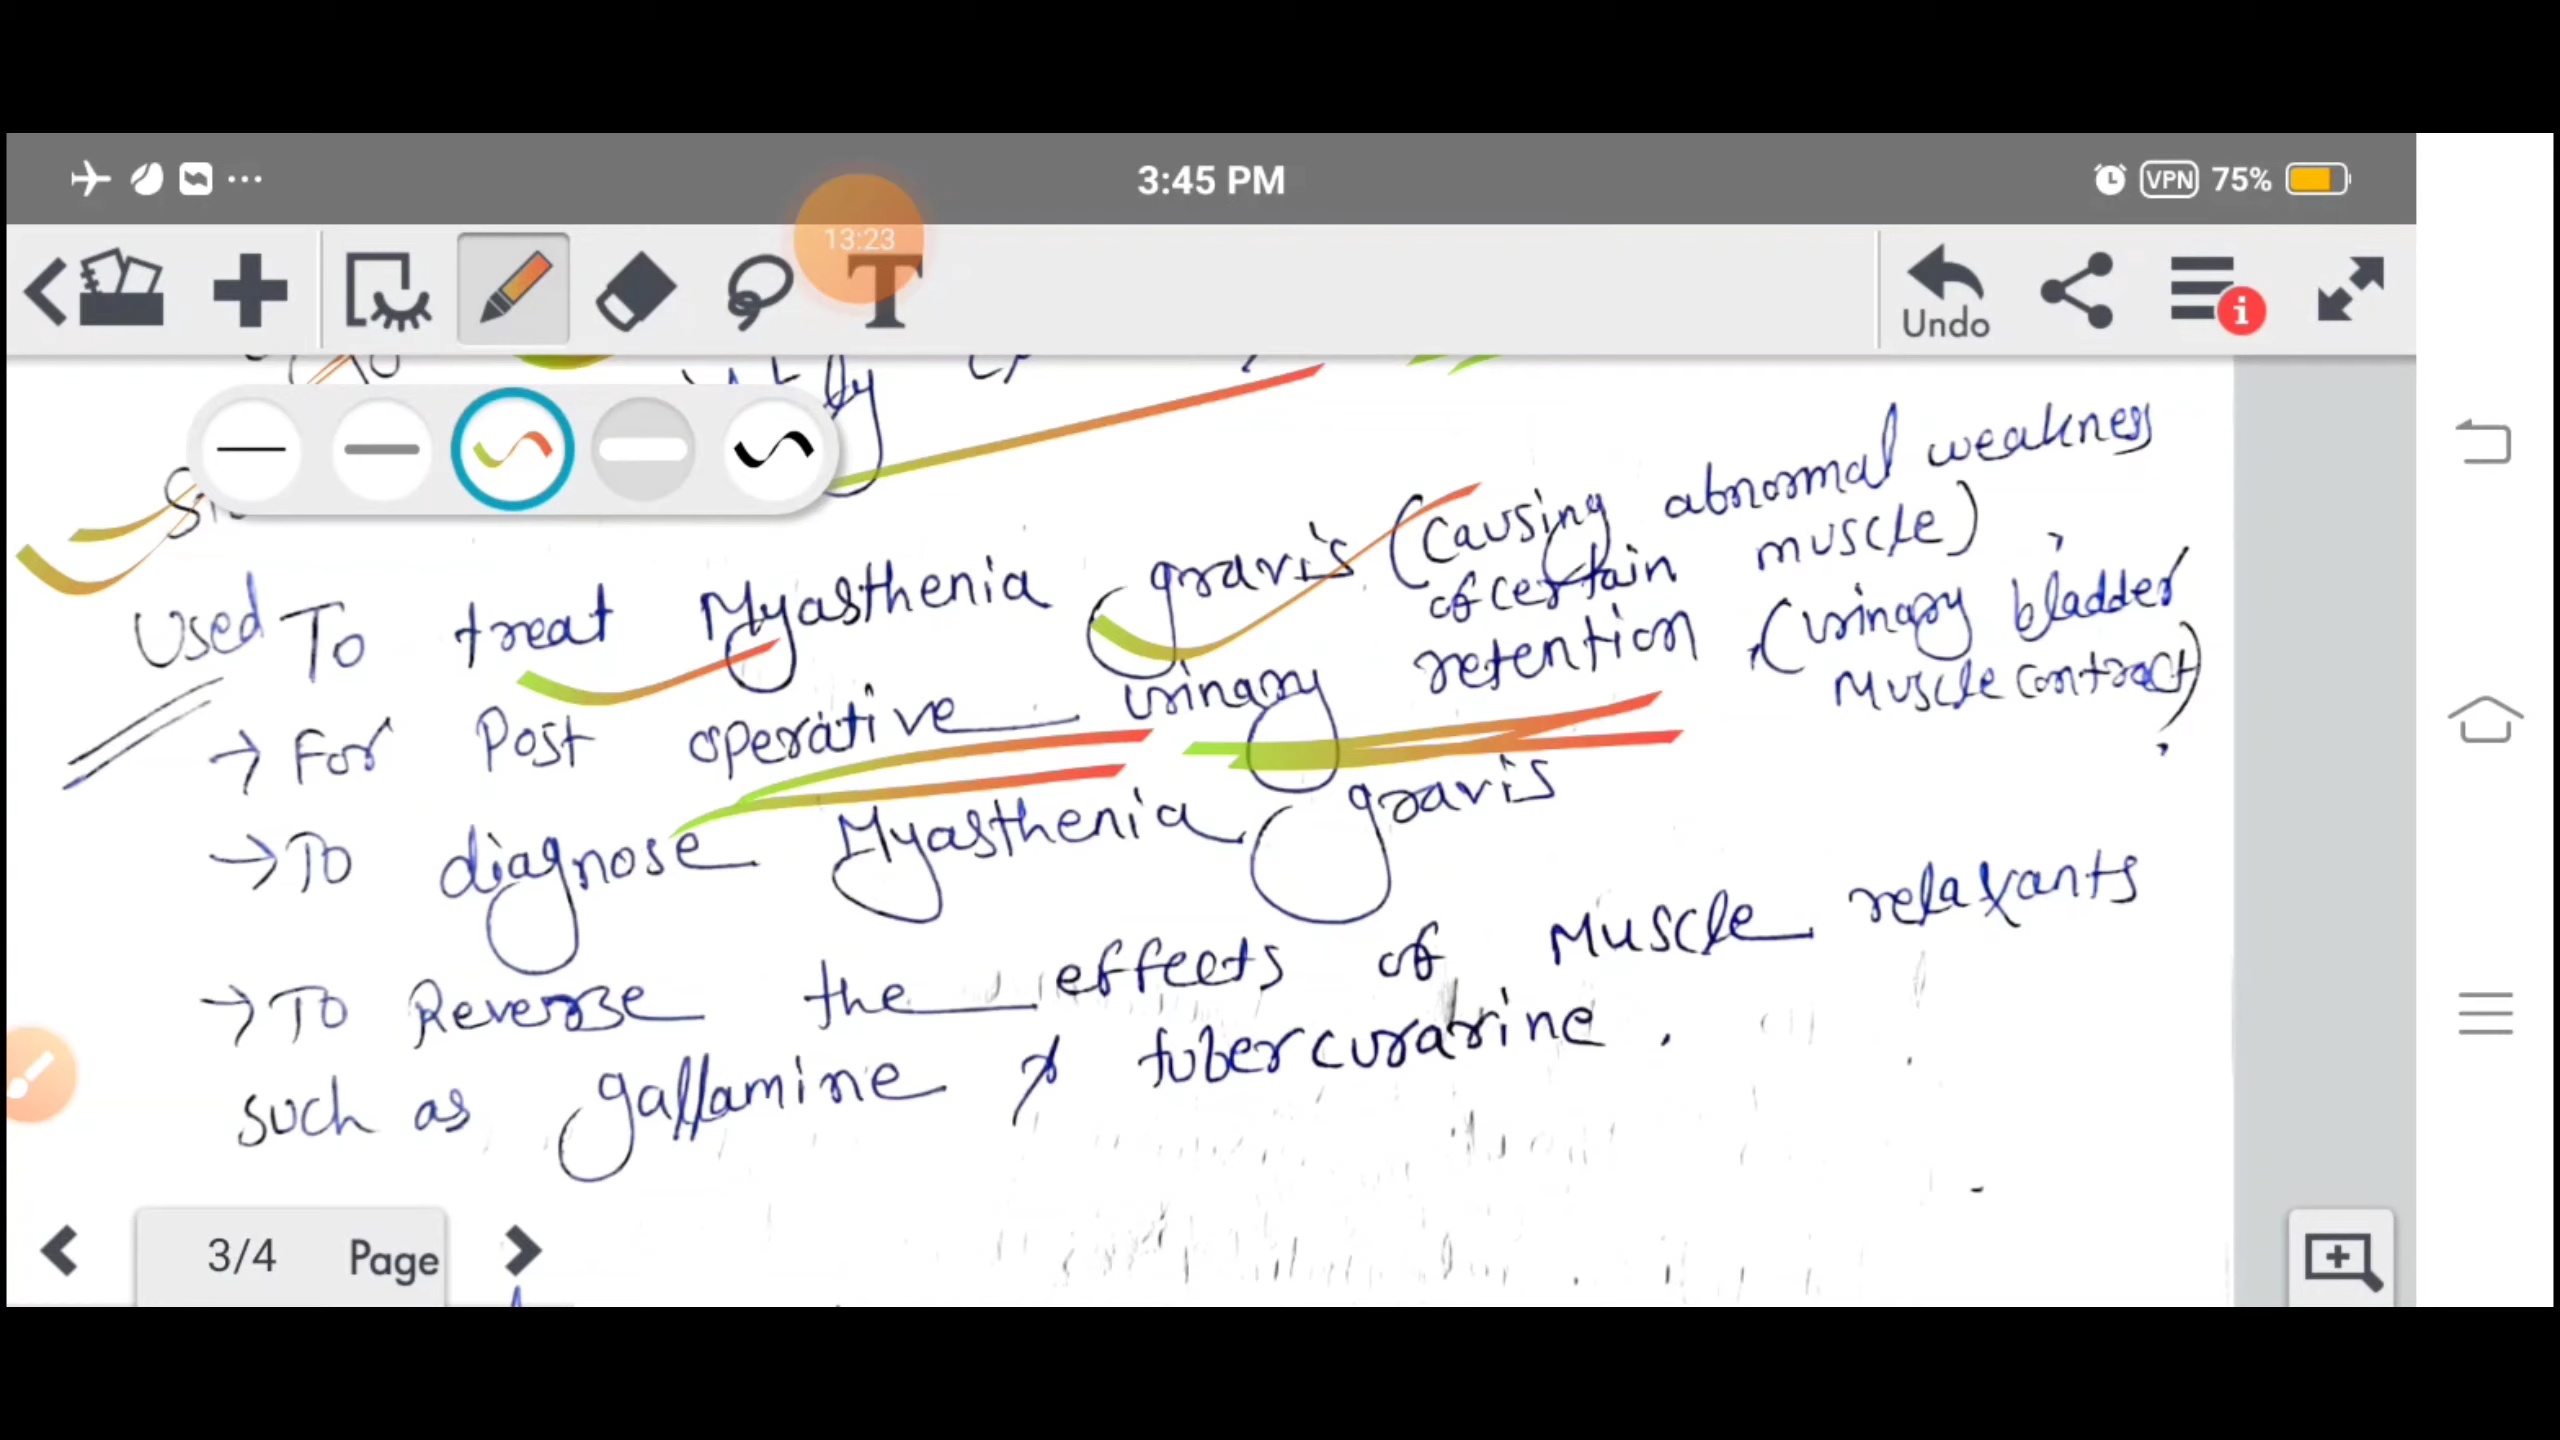 3:45 PM
VPN 75%
13:23
T
Undo
Used To treat Myasthenia gravis (Causing abnormal weakness
of certain muscle)
→ For Post operative urinary retention (urinary bladder
Muscle contract)
→ To diagnose Myasthenia gravis
→ To Reverse the effects of Muscle relaxants
such as gallamine & tubercurarine.
3/4 Page